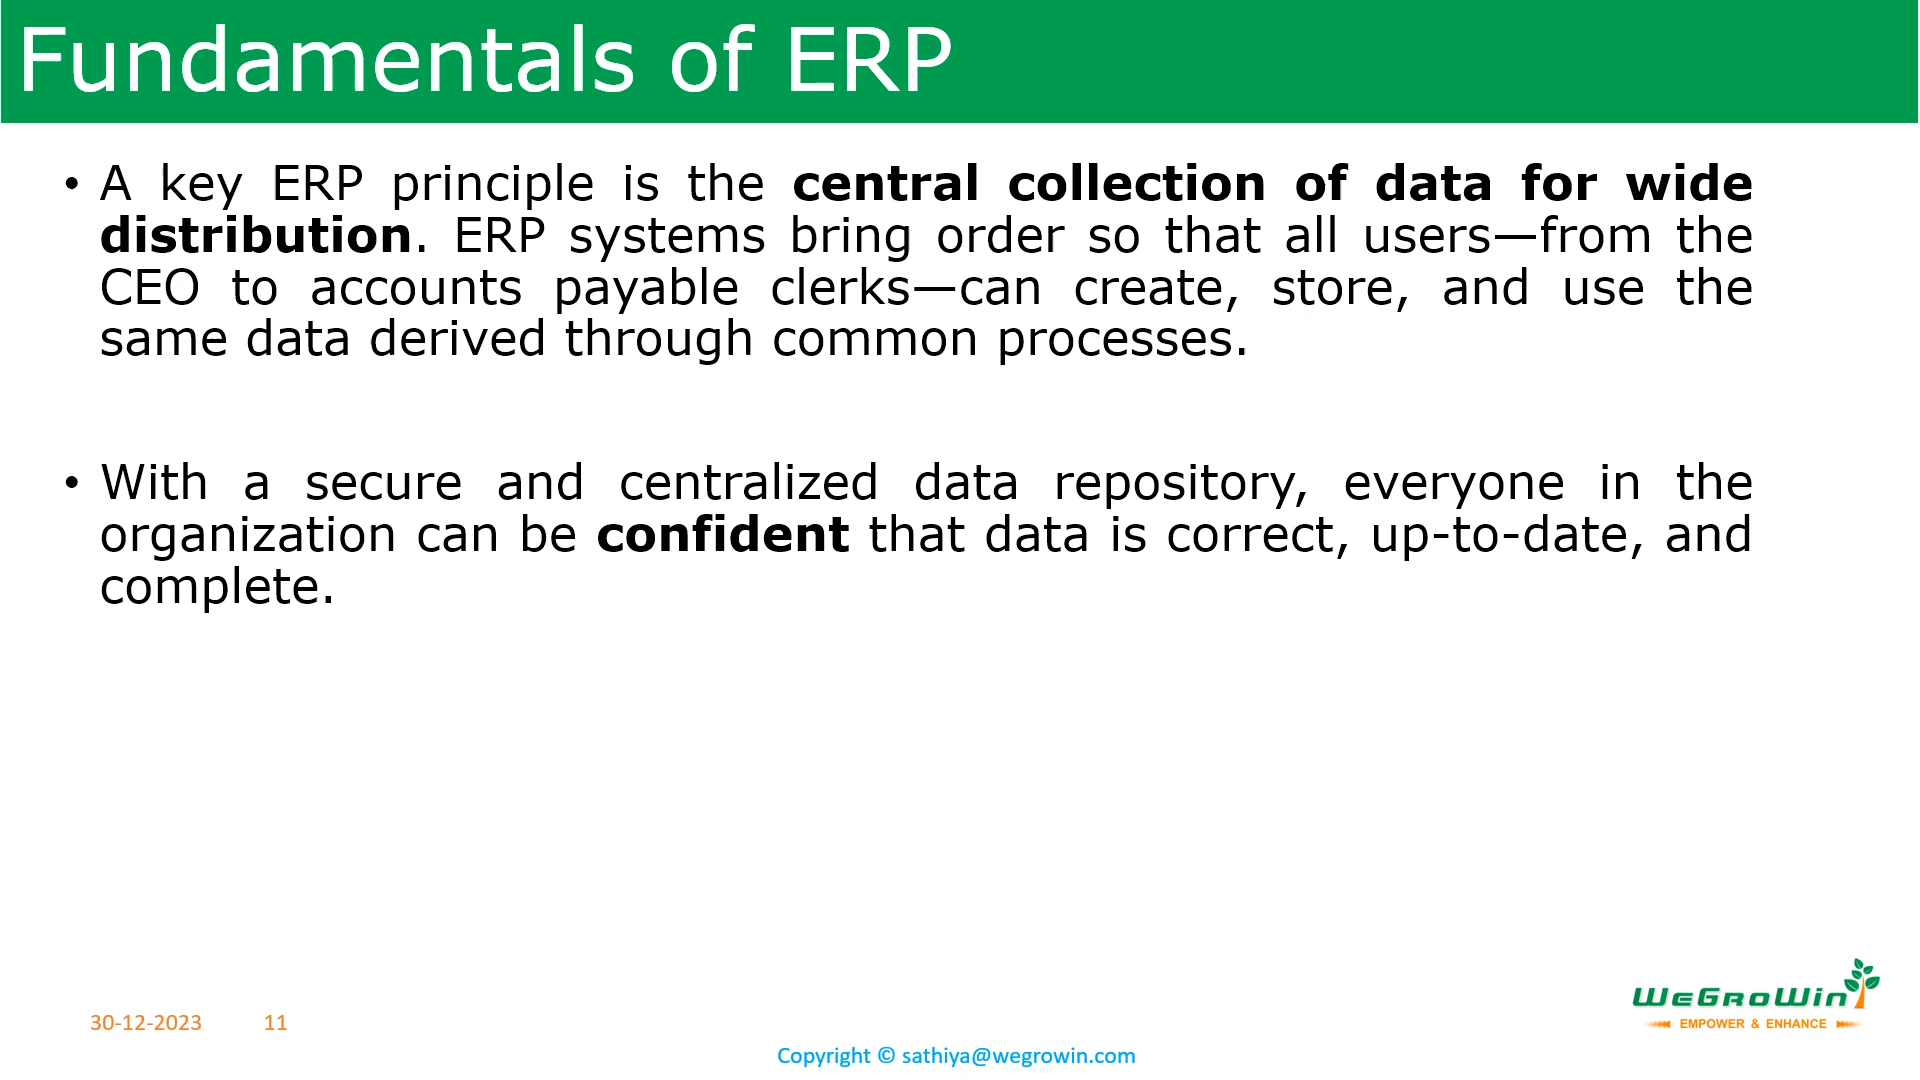 Fundamentals of ERP
• A key ERP principle is the central collection of data for wide
distribution. ERP systems bring order so that all users—from the
CEO to accounts payable clerks—can create, store, and use the
same data derived through common processes.
• With a secure and centralized data repository, everyone in the
organization can be confident that data is correct, up-to-date, and
complete.
WeGroWin
EMPOWER & ENHANCE
30-12-2023 11
Copyright © sathiya@wegrowin.com